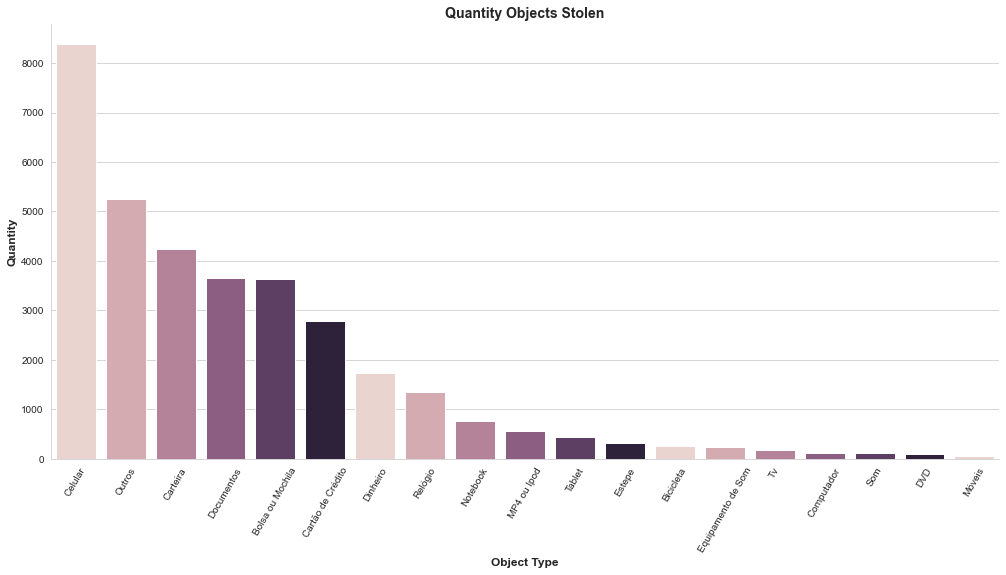 Quantity Objects Stolen
Quantity
8000
7000
6000
5000
4000
3000
2000
1000
0
Celular
Outros
Carteira
Documentos
Bolsa ou Mochila
Cartão de Crédito
Dinheiro
Relógio
Notebook
MP4 ou Ipod
Tablet
Estepe
Bicicleta
Equipamento de Som
Tv
Computador
Som
DVD
Móveis
Object Type